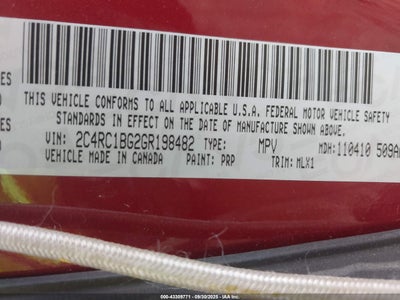 THIS VEHICLE CONFORMS TO ALL APPLICABLE U.S.A. FEDERAL MOTOR VEHICLE SAFETY
STANDARDS IN EFFECT ON THE DATE OF MANUFACTURE SHOWN ABOVE.
VIN: 2C4RC1BG2GR198482 TYPE: MPV MDH: 110410 509A
VEHICLE MADE IN CANADA PAINT: PRP TRIM: MLX1
000-43309771 - 09/30/2025 - IAA Inc.